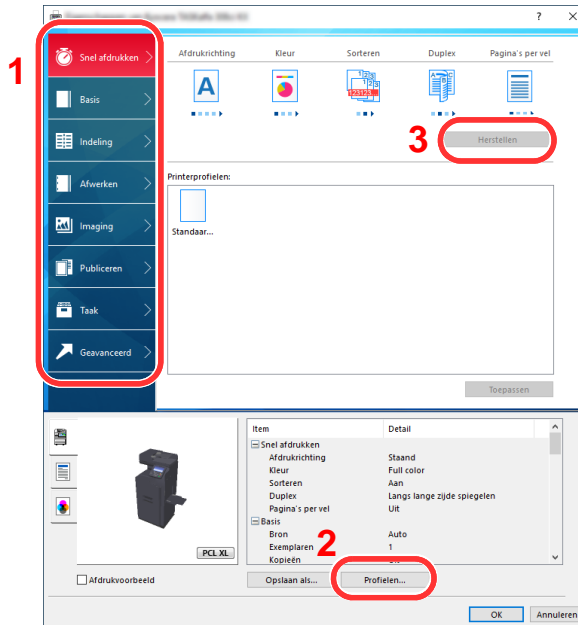 ?
1
Snel afdrukken
Basis
Indeling
Afwerken
Imaging
Publiceren
Taak
Geavanceerd
Afdrukrichting Kleur Sorteren Duplex Pagina's per vel
A
123
123123
A B C
3 Herstellen
Printerprofielen:
Standaar...
Toepassen
PCL XL
Item Detail
Snel afdrukken
Afdrukrichting Staand
Kleur Full color
Sorteren Aan
Duplex Langs lange zijde spiegelen
Pagina's per vel Uit
Basis
Bron Auto
Exemplaren 1
Kopieën
2
Afdrukvoorbeeld Opslaan als... Profielen...
OK Annuleren